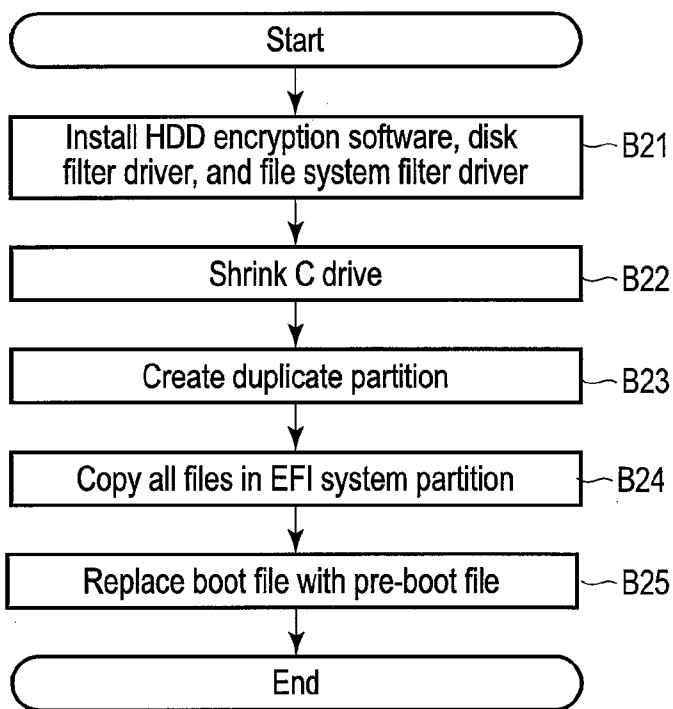 Start
Install HDD encryption software, disk
filter driver, and file system filter driver
B21
Shrink C drive
B22
Create duplicate partition
B23
Copy all files in EFI system partition
B24
Replace boot file with pre-boot file
B25
End